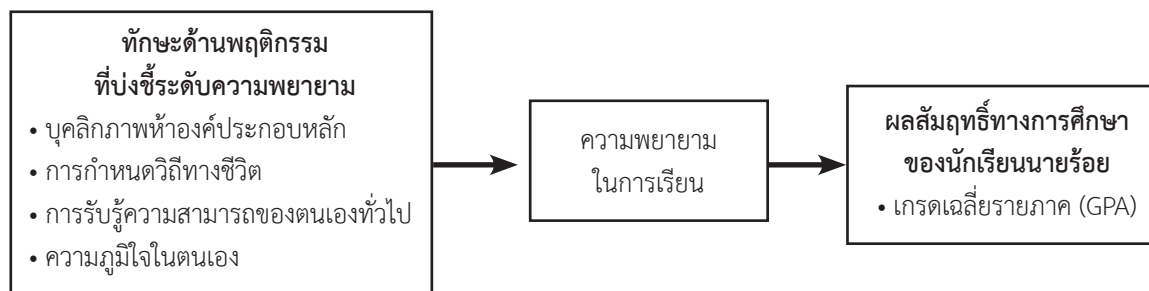 ทักษะด้านพฤติกรรม
ที่บ่งชี้ระดับความพยายาม
• บุคลิกภาพห้าองค์ประกอบหลัก
• การกำหนดวิถีทางชีวิต
• การรับรู้ความสามารถของตนเองทั่วไป
• ความภูมิใจในตนเอง
ความพยายาม
ในการเรียน
ผลสัมฤทธิ์ทางการศึกษา
ของนักเรียนนายร้อย
• เกรดเฉลี่ยรายภาค (GPA)